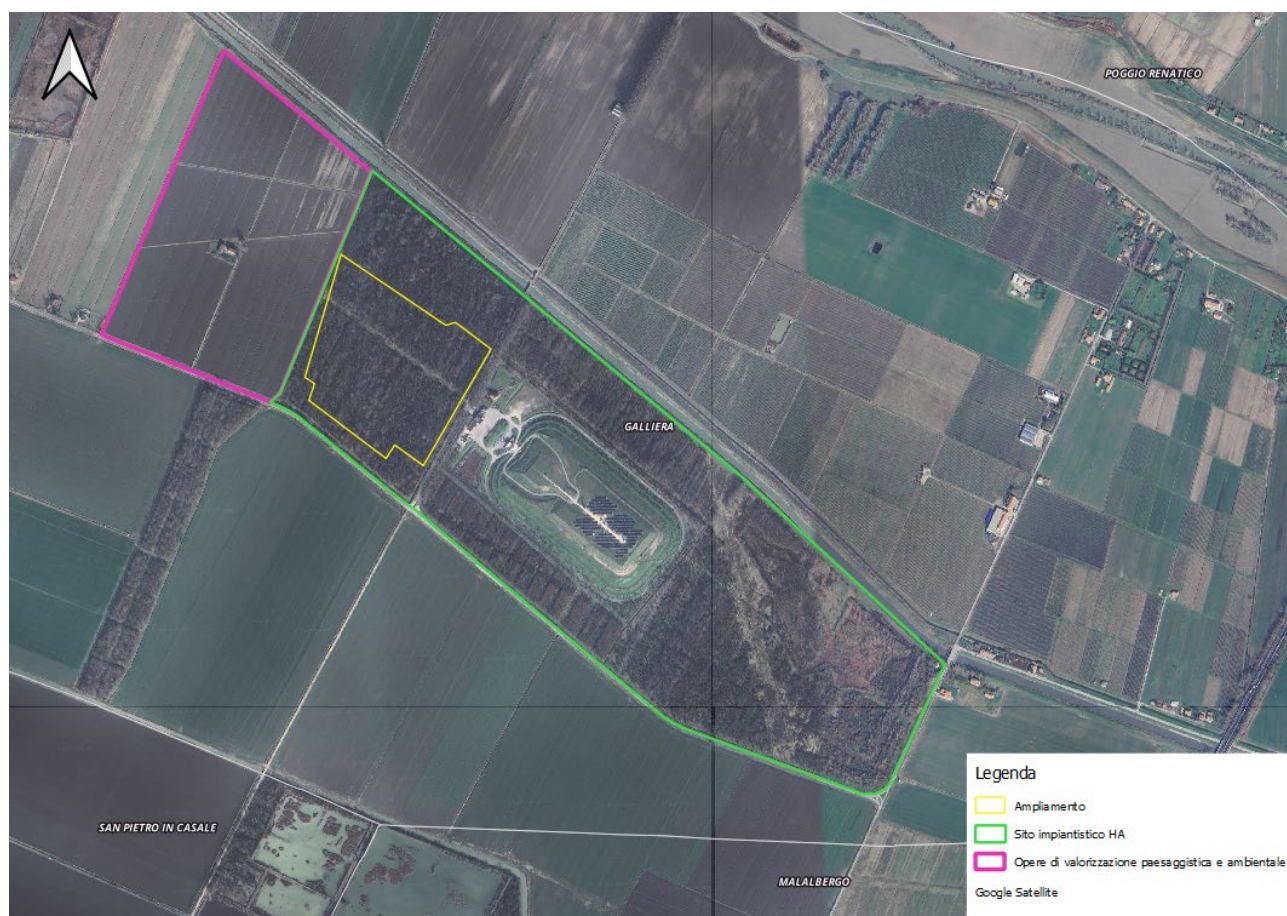 POGGIO RENATICO
GALLIERA
SAN PIETRO IN CASALE
MALALBERGO
Legenda
Ampliamento
Sito impiantistico HA
Opere di valorizzazione paesaggistica e ambientale
Google Satellite